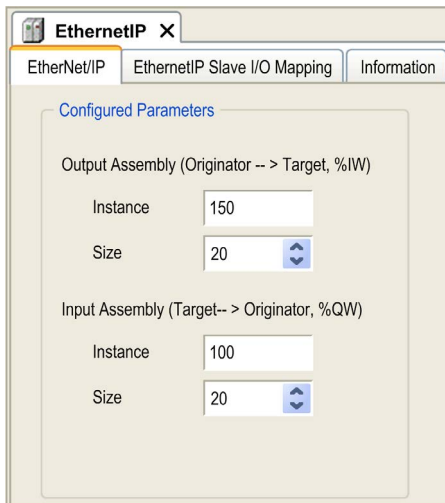 EthernetIP X
EtherNet/IP EthernetIP Slave I/O Mapping Information
Configured Parameters
Output Assembly (Originator -- > Target, %IW)
Instance 150
Size 20
Input Assembly (Target-- > Originator, %QW)
Instance 100
Size 20